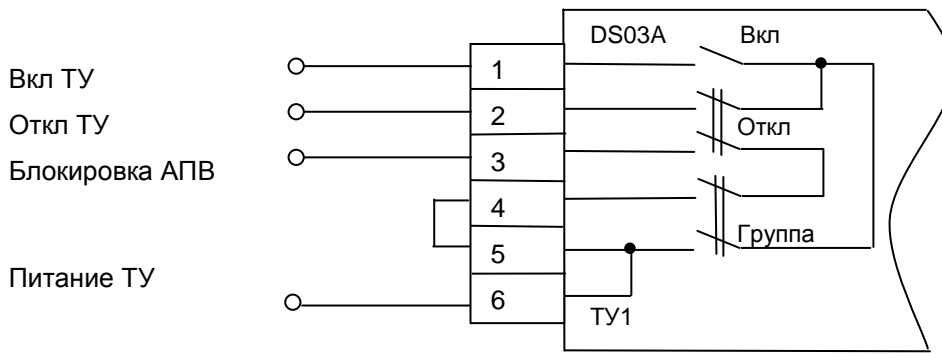 DS03A Вкл
Вкл ТУ 1
Откл ТУ 2 Откл
Блокировка АПВ 3
4
Группа
Питание ТУ 5
6 ТУ1